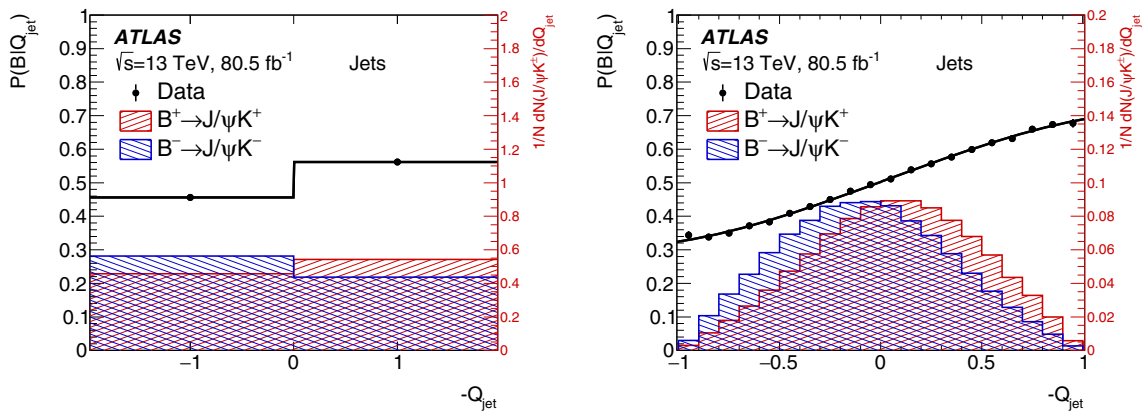 P(B|Q_jet)
1
0.9
0.8
0.7
0.6
0.5
0.4
0.3
0.2
0.1
0
ATLAS
√s=13 TeV, 80.5 fb⁻¹ Jets
Data
B⁺→J/ψK⁺
B⁻→J/ψK⁻
−1 0 1
-Q_jet
2
1.8
1.6
1.4
1.2
1
0.8
0.6
0.4
0.2
0
1/N dN(J/ψK±)/dQ_jet
P(B|Q_jet)
1
0.9
0.8
0.7
0.6
0.5
0.4
0.3
0.2
0.1
0
ATLAS
√s=13 TeV, 80.5 fb⁻¹ Jets
Data
B⁺→J/ψK⁺
B⁻→J/ψK⁻
−1 −0.5 0 0.5 1
-Q_jet
0.2
0.18
0.16
0.14
0.12
0.1
0.08
0.06
0.04
0.02
0
1/N dN(J/ψK±)/dQ_jet